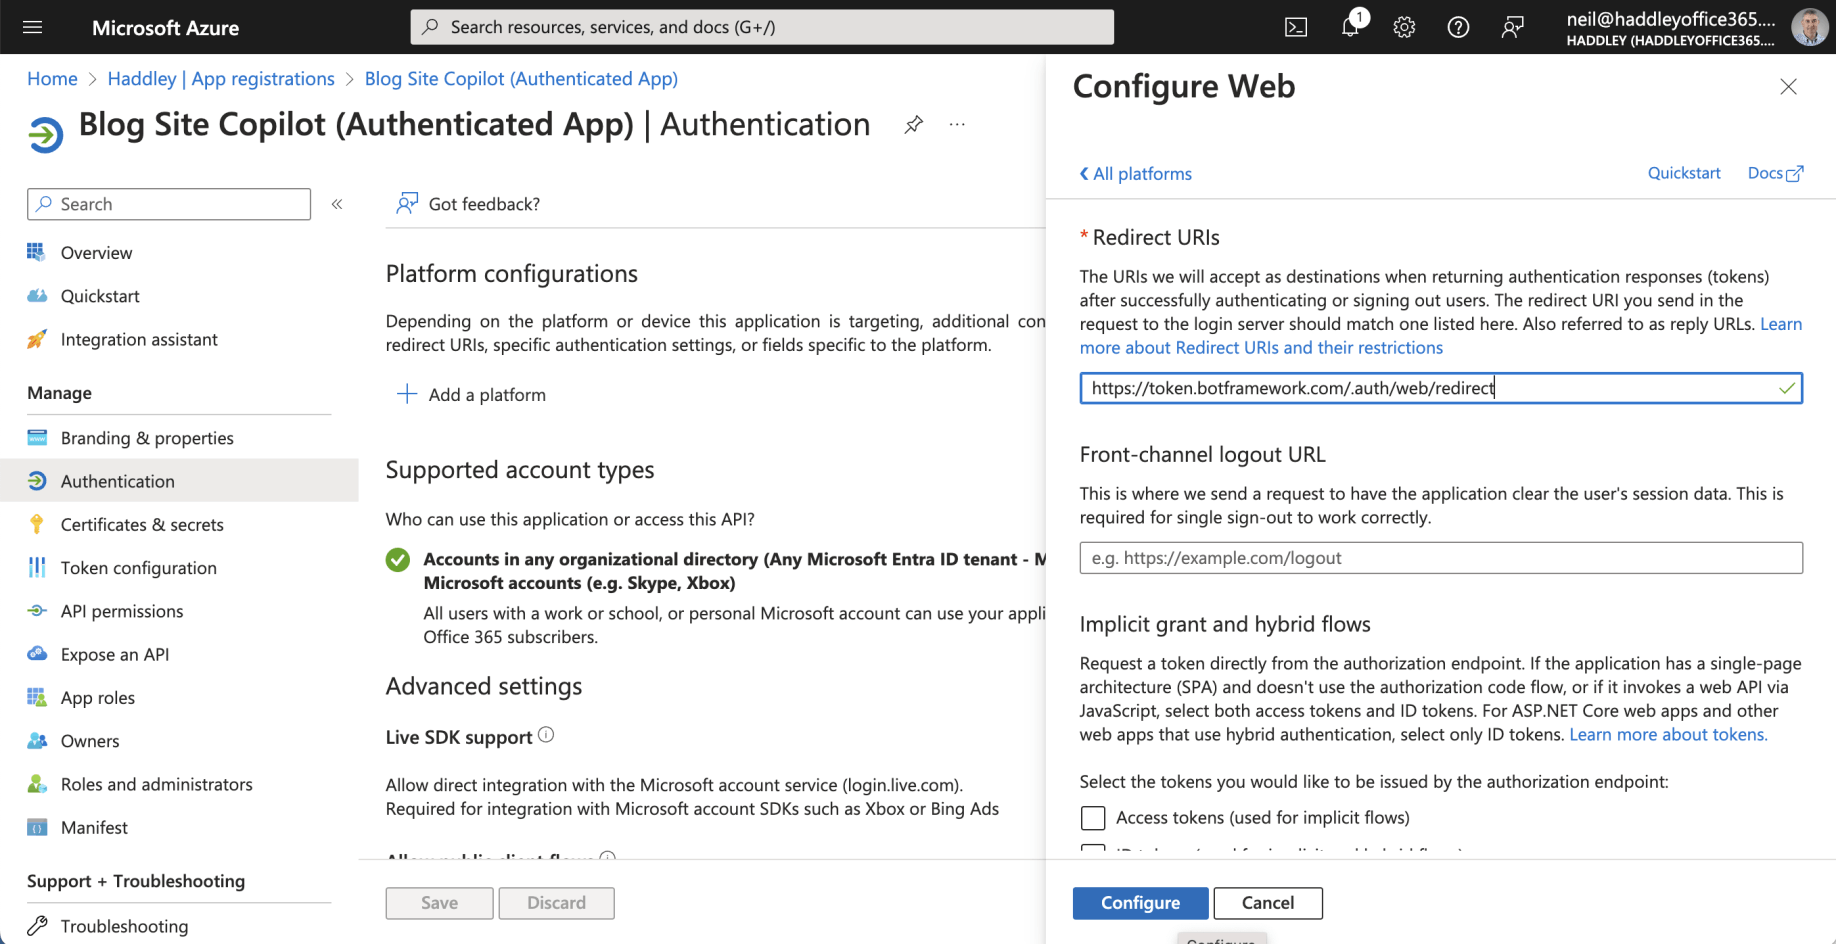 Microsoft Azure
Search resources, services, and docs (G+/)
1
neil@haddleyoffice365....
HADDLEY (HADDLEYOFFICE365....
Home > Haddley | App registrations > Blog Site Copilot (Authenticated App)
Blog Site Copilot (Authenticated App) | Authentication
...
Search
«
Overview
Quickstart
Integration assistant
Manage
Branding & properties
Authentication
Certificates & secrets
Token configuration
API permissions
Expose an API
App roles
Owners
Roles and administrators
Manifest
Support + Troubleshooting
Troubleshooting
Got feedback?
Platform configurations
Depending on the platform or device this application is targeting, additional con
redirect URIs, specific authentication settings, or fields specific to the platform.
Add a platform
Supported account types
Who can use this application or access this API?
Accounts in any organizational directory (Any Microsoft Entra ID tenant - M
Microsoft accounts (e.g. Skype, Xbox)
All users with a work or school, or personal Microsoft account can use your appli
Office 365 subscribers.
Advanced settings
Live SDK support
Allow direct integration with the Microsoft account service (login.live.com).
Required for integration with Microsoft account SDKs such as Xbox or Bing Ads
Allow public client flows
Save
Discard
Configure Web
All platforms
Quickstart
Docs
* Redirect URIs
The URIs we will accept as destinations when returning authentication responses (tokens)
after successfully authenticating or signing out users. The redirect URI you send in the
request to the login server should match one listed here. Also referred to as reply URLs. Learn
more about Redirect URIs and their restrictions
https://token.botframework.com/.auth/web/redirect
Front-channel logout URL
This is where we send a request to have the application clear the user's session data. This is
required for single sign-out to work correctly.
e.g. https://example.com/logout
Implicit grant and hybrid flows
Request a token directly from the authorization endpoint. If the application has a single-page
architecture (SPA) and doesn't use the authorization code flow, or if it invokes a web API via
JavaScript, select both access tokens and ID tokens. For ASP.NET Core web apps and other
web apps that use hybrid authentication, select only ID tokens. Learn more about tokens.
Select the tokens you would like to be issued by the authorization endpoint:
Access tokens (used for implicit flows)
ID tokens (used for implicit and hybrid flows)
Configure
Cancel
Configure